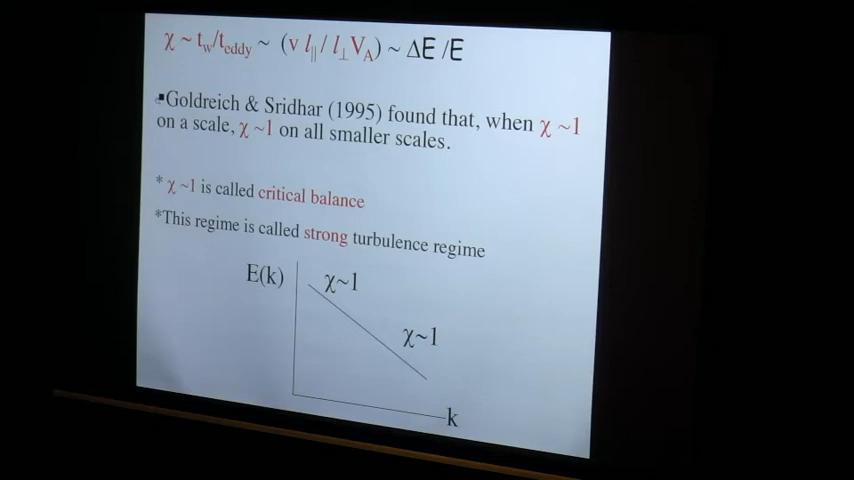 χ ~ t_w/t_eddy ~ (v l_∥ / l_⊥ V_A) ~ ΔE /E
▪Goldreich & Sridhar (1995) found that, when χ ~1
on a scale, χ ~1 on all smaller scales.
* χ ~1 is called critical balance
*This regime is called strong turbulence regime
E(k)
χ~1
χ~1
k